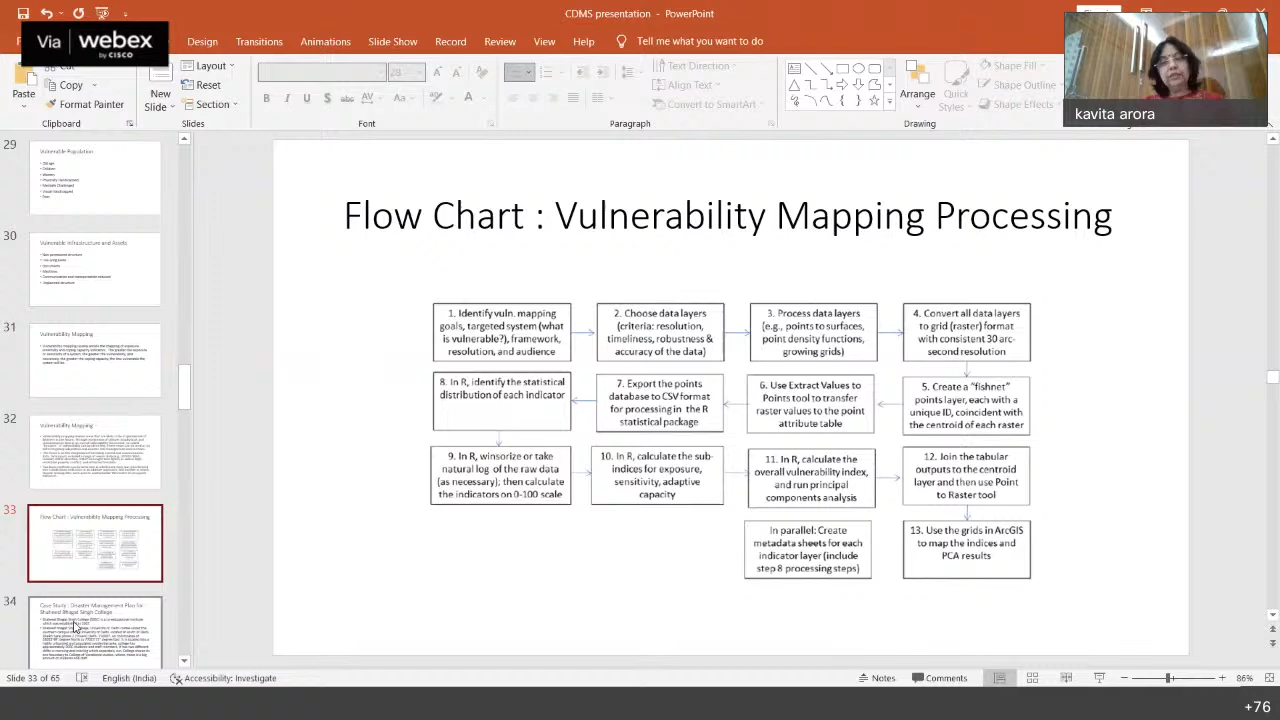 CDMS presentation - PowerPoint
Via webex
by CISCO
Design Transitions Animations Slide Show Record Review View Help Tell me what you want to do
Cut
Copy
Format Painter
Paste
Clipboard
New
Slide
Layout
Reset
Section
Slides
28
Font
Text Direction
Align Text
Convert to SmartArt
Paragraph
Arrange
Quick
Styles
Shape Fill
Shape Outline
Shape Effects
Drawing
kavita arora
29
Vulnerable Population
30
Vulnerable Infrastructure and Assets
31
Vulnerability Mapping
32
Vulnerability Mapping
33
Flow Chart : Vulnerability Mapping Processing
34
Case Study : Disaster Management Plan for
Shaheed Bhagat Singh College
Flow Chart : Vulnerability Mapping Processing
1. Identify vuln. mapping
goals, targeted system (what
is vulnerable?), framework,
resolution, and audience
2. Choose data layers
(criteria: resolution,
timeliness, robustness &
accuracy of the data)
3. Process data layers
(e.g., points to surfaces,
point density functions,
growing grids)
4. Convert all data layers
to grid (raster) format
with consistent 30 arc-
second resolution
8. In R, identify the statistical
distribution of each indicator
7. Export the points
database to CSV format
for processing in the R
statistical package
6. Use Extract Values to
Points tool to transfer
raster values to the point
attribute table
5. Create a "fishnet"
points layer, each with a
unique ID, coincident with
the centroid of each raster
9. In R, winsorize or take
natural log of the raw data
(as necessary); then calculate
the indicators on 0-100 scale
10. In R, calculate the sub-
indices for exposure,
sensitivity, adaptive
capacity
11. In R, calculate the
overall vulnerability index,
and run principal
components analysis
12. Join the tabular
outputs to the centroid
layer and then use Point
to Raster tool
In parallel: Create
metadata sheets for each
indicator layer (include
step 8 processing steps)
13. Use the grids in ArcGIS
to map the indices and
PCA results
Slide 33 of 65 English (India) Accessibility: Investigate Notes Comments 86%
+76